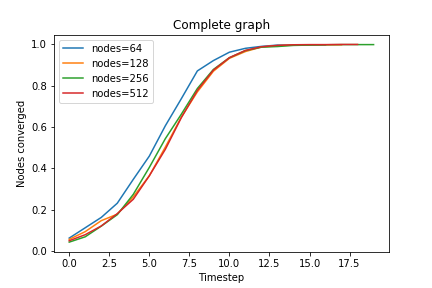 Complete graph
nodes=64
nodes=128
nodes=256
nodes=512
Nodes converged
1.0
0.8
0.6
0.4
0.2
0.0
0.0 2.5 5.0 7.5 10.0 12.5 15.0 17.5
Timestep